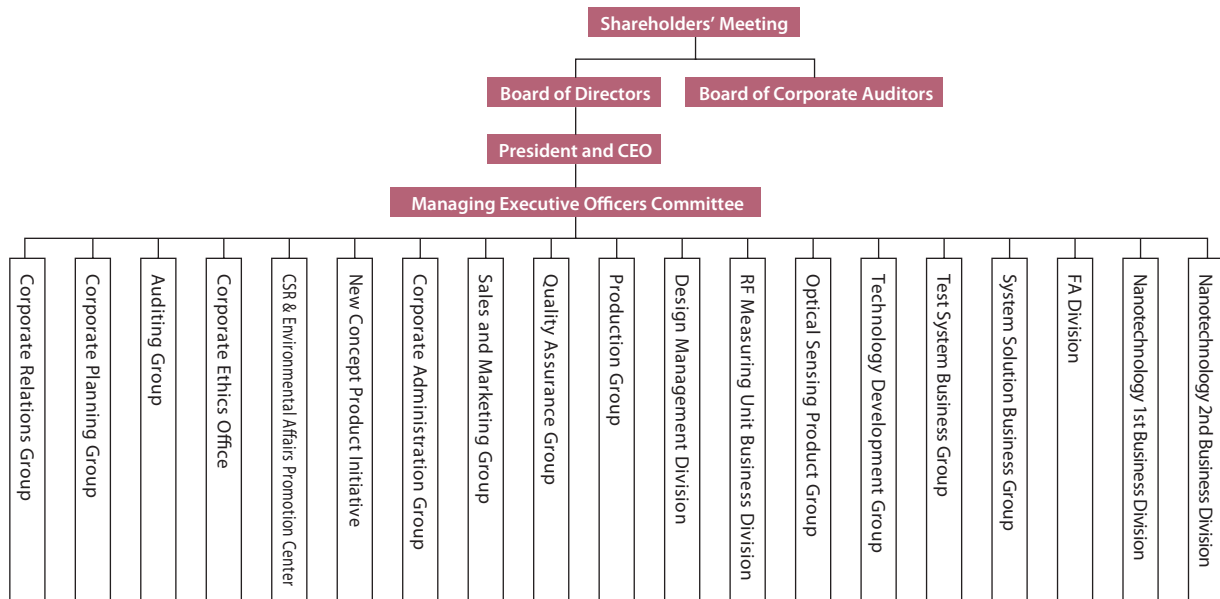 Shareholders’ Meeting
Board of Directors
Board of Corporate Auditors
President and CEO
Managing Executive Officers Committee
Corporate Relations Group
Corporate Planning Group
Auditing Group
Corporate Ethics Office
CSR & Environmental Affairs Promotion Center
New Concept Product Initiative
Corporate Administration Group
Sales and Marketing Group
Quality Assurance Group
Production Group
Design Management Division
RF Measuring Unit Business Division
Optical Sensing Product Group
Technology Development Group
Test System Business Group
System Solution Business Group
FA Division
Nanotechnology 1st Business Division
Nanotechnology 2nd Business Division